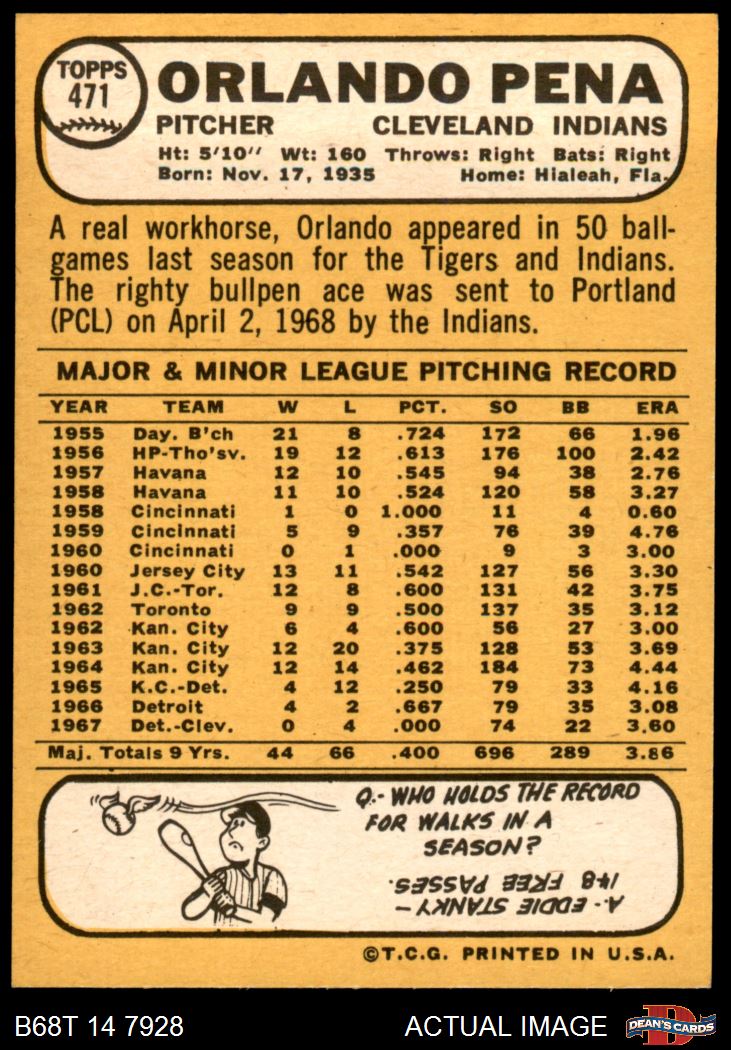 TOPPS
471
ORLANDO PENA
PITCHER CLEVELAND INDIANS
Ht: 5'10" Wt: 160 Throws: Right Bats: Right
Born: Nov. 17, 1935 Home: Hialeah, Fla.
A real workhorse, Orlando appeared in 50 ball-
games last season for the Tigers and Indians.
The righty bullpen ace was sent to Portland
(PCL) on April 2, 1968 by the Indians.
MAJOR & MINOR LEAGUE PITCHING RECORD
YEAR TEAM W L PCT. SO BB ERA
1955 Day. B'ch 21 8 .724 172 66 1.96
1956 HP-Tho'sv. 19 12 .613 176 100 2.42
1957 Havana 12 10 .545 94 38 2.76
1958 Havana 11 10 .524 120 58 3.27
1958 Cincinnati 1 0 1.000 11 4 0.60
1959 Cincinnati 5 9 .357 76 39 4.76
1960 Cincinnati 0 1 .000 9 3 3.00
1960 Jersey City 13 11 .542 127 56 3.30
1961 J.C.-Tor. 12 8 .600 131 42 3.75
1962 Toronto 9 9 .500 137 35 3.12
1962 Kan. City 6 4 .600 56 27 3.00
1963 Kan. City 12 20 .375 128 53 3.69
1964 Kan. City 12 14 .462 184 73 4.44
1965 K.C.-Det. 4 12 .250 79 33 4.16
1966 Detroit 4 2 .667 79 35 3.08
1967 Det.-Clev. 0 4 .000 74 22 3.60
Maj. Totals 9 Yrs. 44 66 .400 696 289 3.86
Q.- WHO HOLDS THE RECORD
FOR WALKS IN A
SEASON?
A.- EDDIE STANKY —
148 FREE PASSES.
©T.C.G. PRINTED IN U.S.A.
B68T 14 7928 ACTUAL IMAGE
D
DEAN'S CARDS